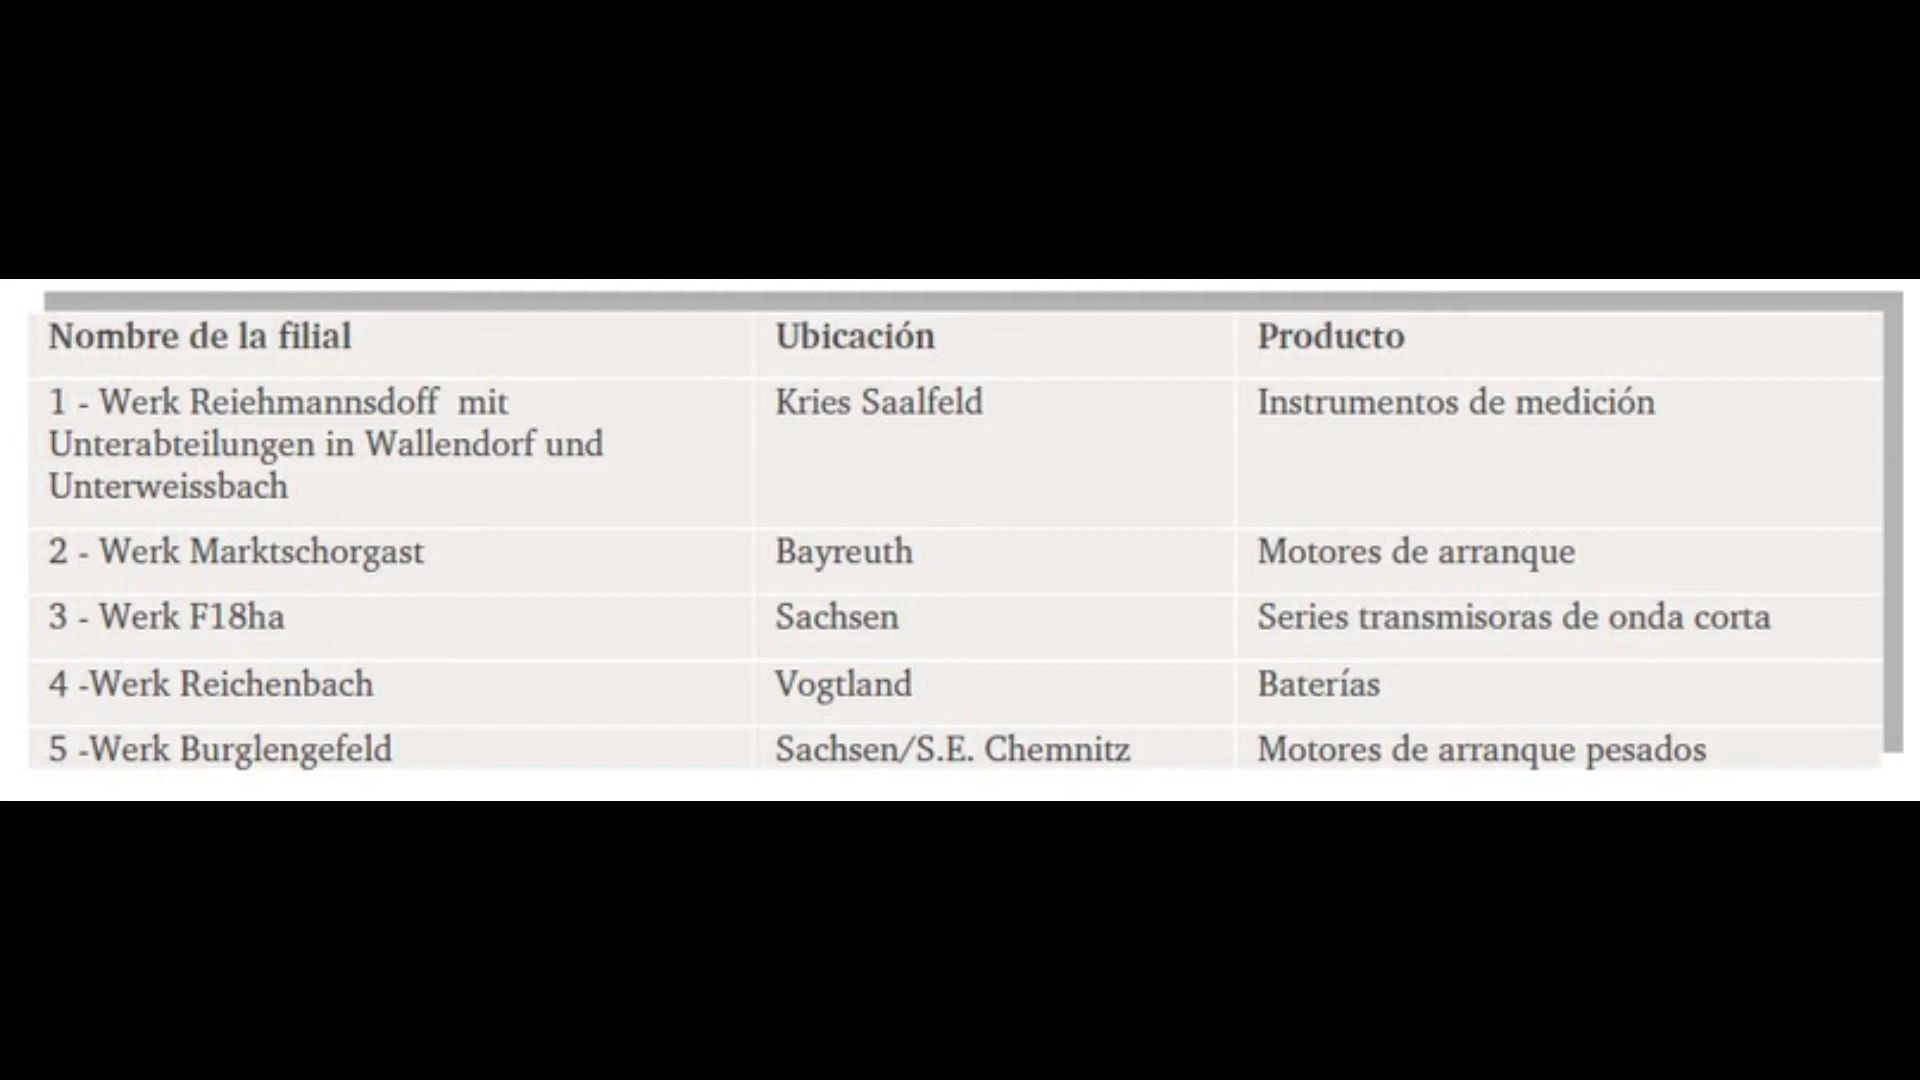 Nombre de la filial Ubicación Producto
1 - Werk Reiehmannsdoff mit Kries Saalfeld Instrumentos de medición
Unterabteilungen in Wallendorf und
Unterweissbach
2 - Werk Marktschorgast Bayreuth Motores de arranque
3 - Werk F18ha Sachsen Series transmisoras de onda corta
4 -Werk Reichenbach Vogtland Baterías
5 -Werk Burglengefeld Sachsen/S.E. Chemnitz Motores de arranque pesados